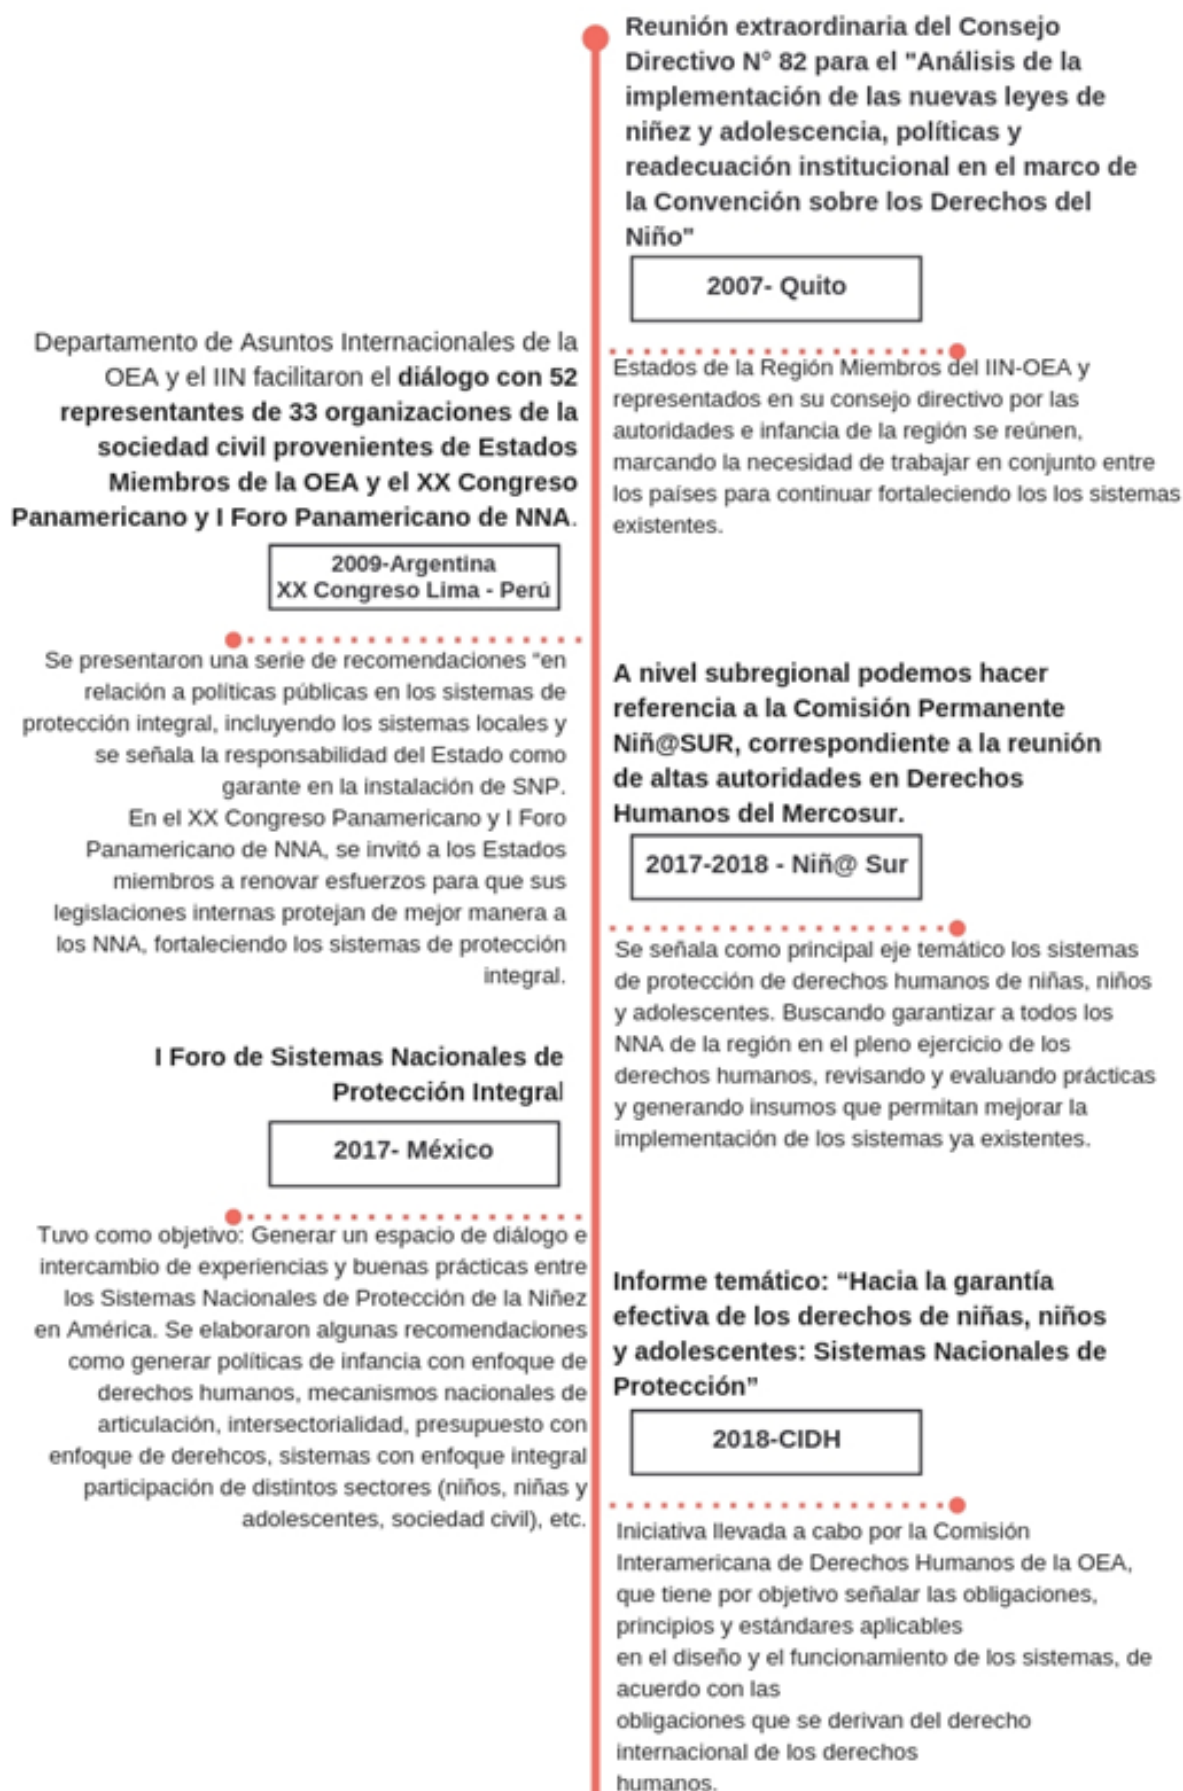 Reunión extraordinaria del Consejo
Directivo N° 82 para el "Análisis de la
implementación de las nuevas leyes de
niñez y adolescencia, políticas y
readecuación institucional en el marco de
la Convención sobre los Derechos del
Niño"
2007- Quito
Estados de la Región Miembros del IIN-OEA y
representados en su consejo directivo por las
autoridades e infancia de la región se reúnen,
marcando la necesidad de trabajar en conjunto entre
los países para continuar fortaleciendo los los sistemas
existentes.
Departamento de Asuntos Internacionales de la
OEA y el IIN facilitaron el diálogo con 52
representantes de 33 organizaciones de la
sociedad civil provenientes de Estados
Miembros de la OEA y el XX Congreso
Panamericano y I Foro Panamericano de NNA.
2009-Argentina
XX Congreso Lima - Perú
Se presentaron una serie de recomendaciones “en
relación a políticas públicas en los sistemas de
protección integral, incluyendo los sistemas locales y
se señala la responsabilidad del Estado como
garante en la instalación de SNP.
En el XX Congreso Panamericano y I Foro
Panamericano de NNA, se invitó a los Estados
miembros a renovar esfuerzos para que sus
legislaciones internas protejan de mejor manera a
los NNA, fortaleciendo los sistemas de protección
integral.
A nivel subregional podemos hacer
referencia a la Comisión Permanente
Niñ@SUR, correspondiente a la reunión
de altas autoridades en Derechos
Humanos del Mercosur.
2017-2018 - Niñ@ Sur
Se señala como principal eje temático los sistemas
de protección de derechos humanos de niñas, niños
y adolescentes. Buscando garantizar a todos los
NNA de la región en el pleno ejercicio de los
derechos humanos, revisando y evaluando prácticas
y generando insumos que permitan mejorar la
implementación de los sistemas ya existentes.
I Foro de Sistemas Nacionales de
Protección Integral
2017- México
Tuvo como objetivo: Generar un espacio de diálogo e
intercambio de experiencias y buenas prácticas entre
los Sistemas Nacionales de Protección de la Niñez
en América. Se elaboraron algunas recomendaciones
como generar políticas de infancia con enfoque de
derechos humanos, mecanismos nacionales de
articulación, intersectorialidad, presupuesto con
enfoque de derehcos, sistemas con enfoque integral
participación de distintos sectores (niños, niñas y
adolescentes, sociedad civil), etc.
Informe temático: “Hacia la garantía
efectiva de los derechos de niñas, niños
y adolescentes: Sistemas Nacionales de
Protección”
2018-CIDH
Iniciativa llevada a cabo por la Comisión
Interamericana de Derechos Humanos de la OEA,
que tiene por objetivo señalar las obligaciones,
principios y estándares aplicables
en el diseño y el funcionamiento de los sistemas, de
acuerdo con las
obligaciones que se derivan del derecho
internacional de los derechos
humanos.